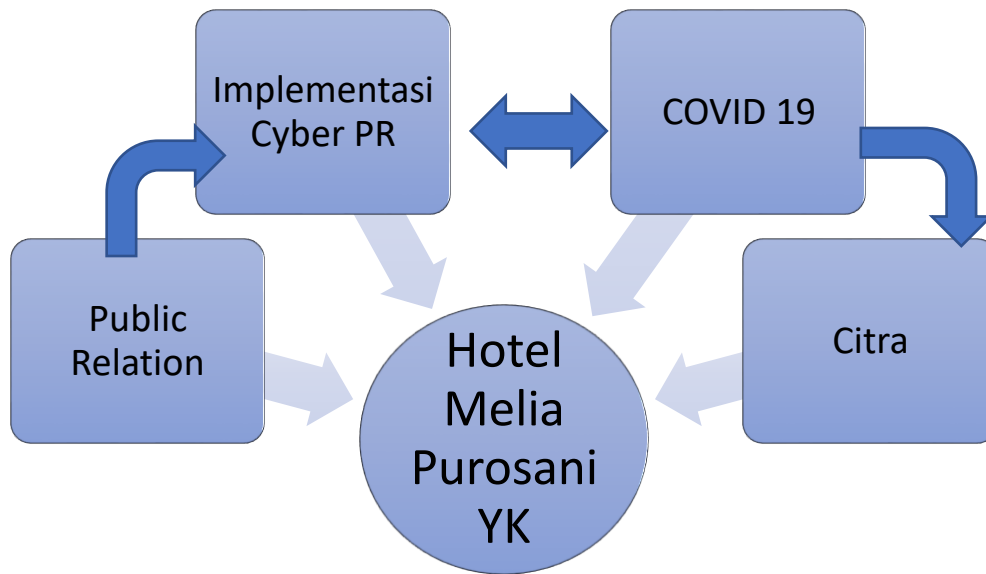 Implementasi
Cyber PR
COVID 19
Public
Relation
Citra
Hotel
Melia
Purosani
YK